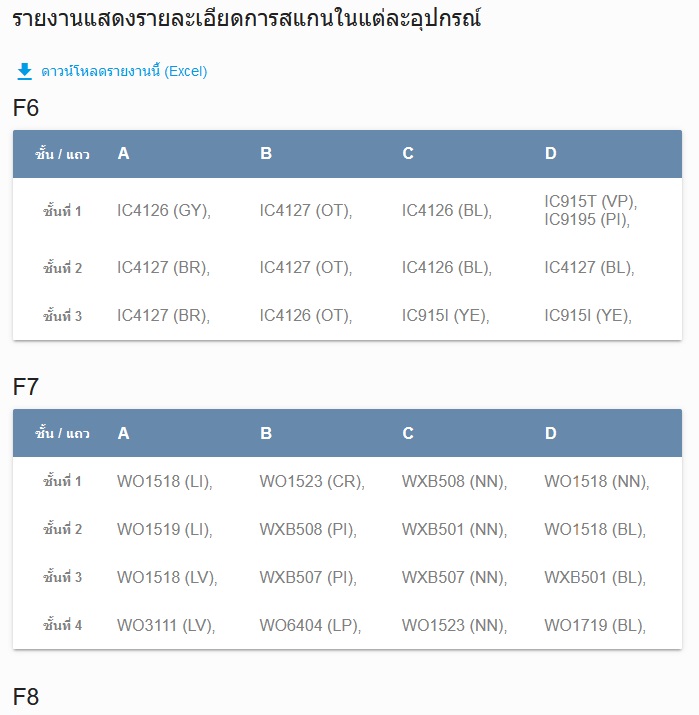 รายงานแสดงรายละเอียดการสแกนในแต่ละอุปกรณ์
ดาวน์โหลดรายงานนี้ (Excel)
F6
ชั้น / แถว A B C D
ชั้นที่ 1 IC4126 (GY), IC4127 (OT), IC4126 (BL), IC915T (VP), IC9195 (PI),
ชั้นที่ 2 IC4127 (BR), IC4127 (OT), IC4126 (BL), IC4127 (BL),
ชั้นที่ 3 IC4127 (BR), IC4126 (OT), IC915I (YE), IC915I (YE),
F7
ชั้น / แถว A B C D
ชั้นที่ 1 WO1518 (LI), WO1523 (CR), WXB508 (NN), WO1518 (NN),
ชั้นที่ 2 WO1519 (LI), WXB508 (PI), WXB501 (NN), WO1518 (BL),
ชั้นที่ 3 WO1518 (LV), WXB507 (PI), WXB507 (NN), WXB501 (BL),
ชั้นที่ 4 WO3111 (LV), WO6404 (LP), WO1523 (NN), WO1719 (BL),
F8